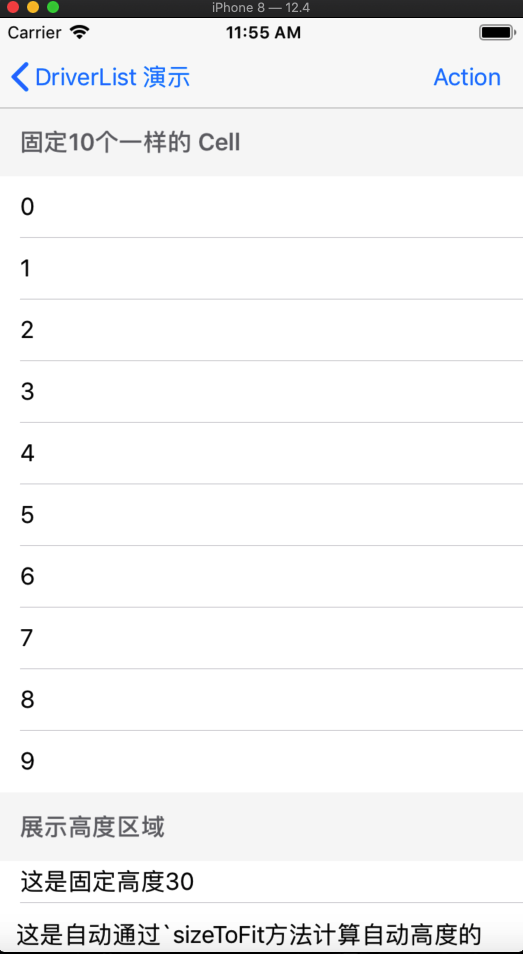 iPhone 8 — 12.4
Carrier 11:55 AM
DriverList 演示 Action
固定10个一样的 Cell
0
1
2
3
4
5
6
7
8
9
展示高度区域
这是固定高度30
这是自动通过`sizeToFit方法计算自动高度的